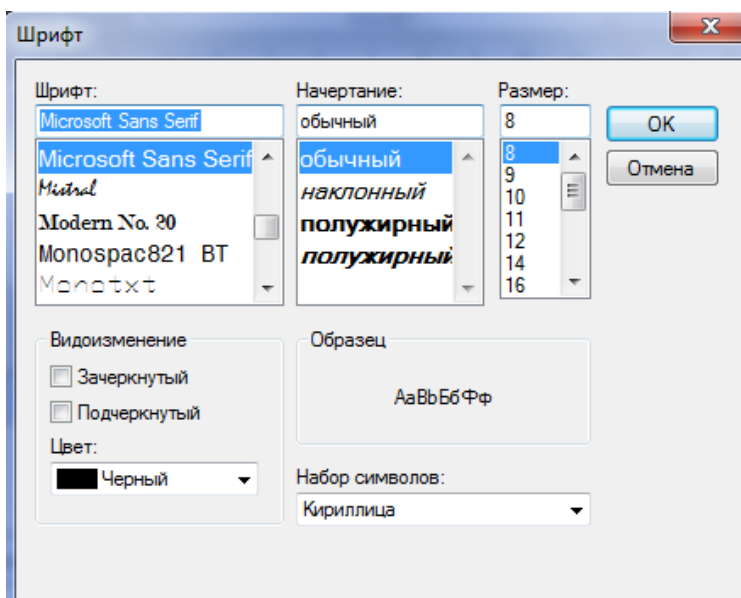 Шрифт
Шрифт:
Microsoft Sans Serif
Microsoft Sans Serif
Mistral
Modern No. 20
Monospac821 BT
Monotxt
Начертание:
обычный
обычный
наклонный
полужирный
полужирный
Размер:
8
8
9
10
11
12
14
16
OK
Отмена
Видоизменение
Зачеркнутый
Подчеркнутый
Цвет:
Черный
Образец
АаВbБбФф
Набор символов:
Кириллица